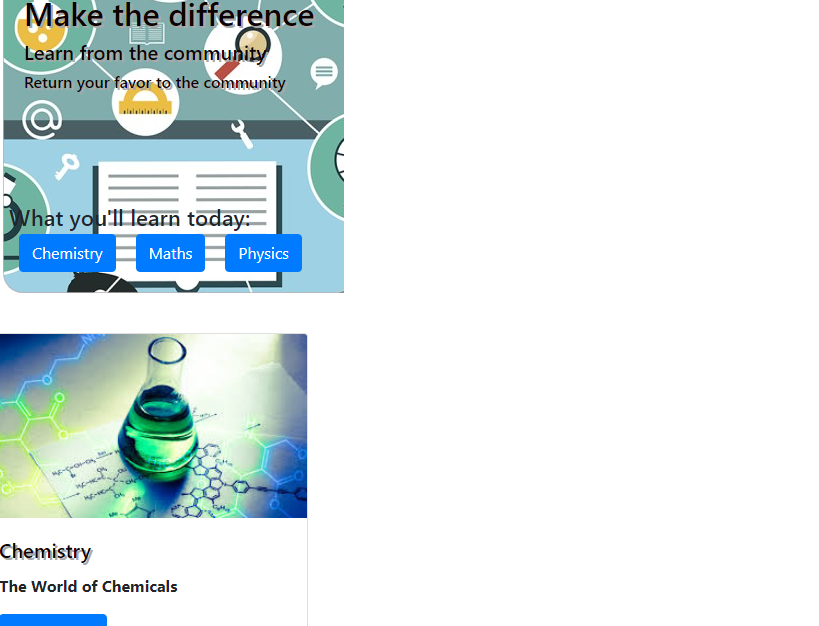 Make the difference
Learn from the community
Return your favor to the community
What you'll learn today:
Chemistry Maths Physics
Chemistry
The World of Chemicals